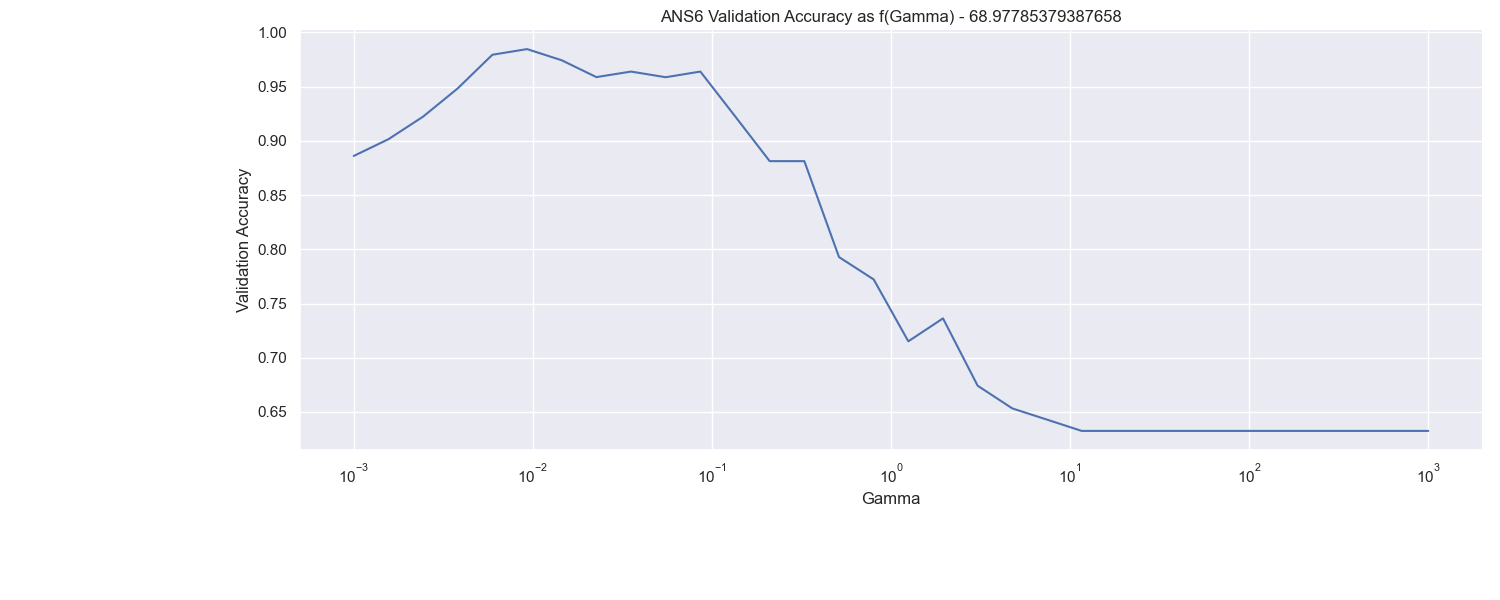 ANS6 Validation Accuracy as f(Gamma) - 68.97785379387658
1.00
0.95
0.90
0.85
0.80
0.75
0.70
0.65
Validation Accuracy
10⁻³ 10⁻² 10⁻¹ 10⁰ 10¹ 10² 10³
Gamma